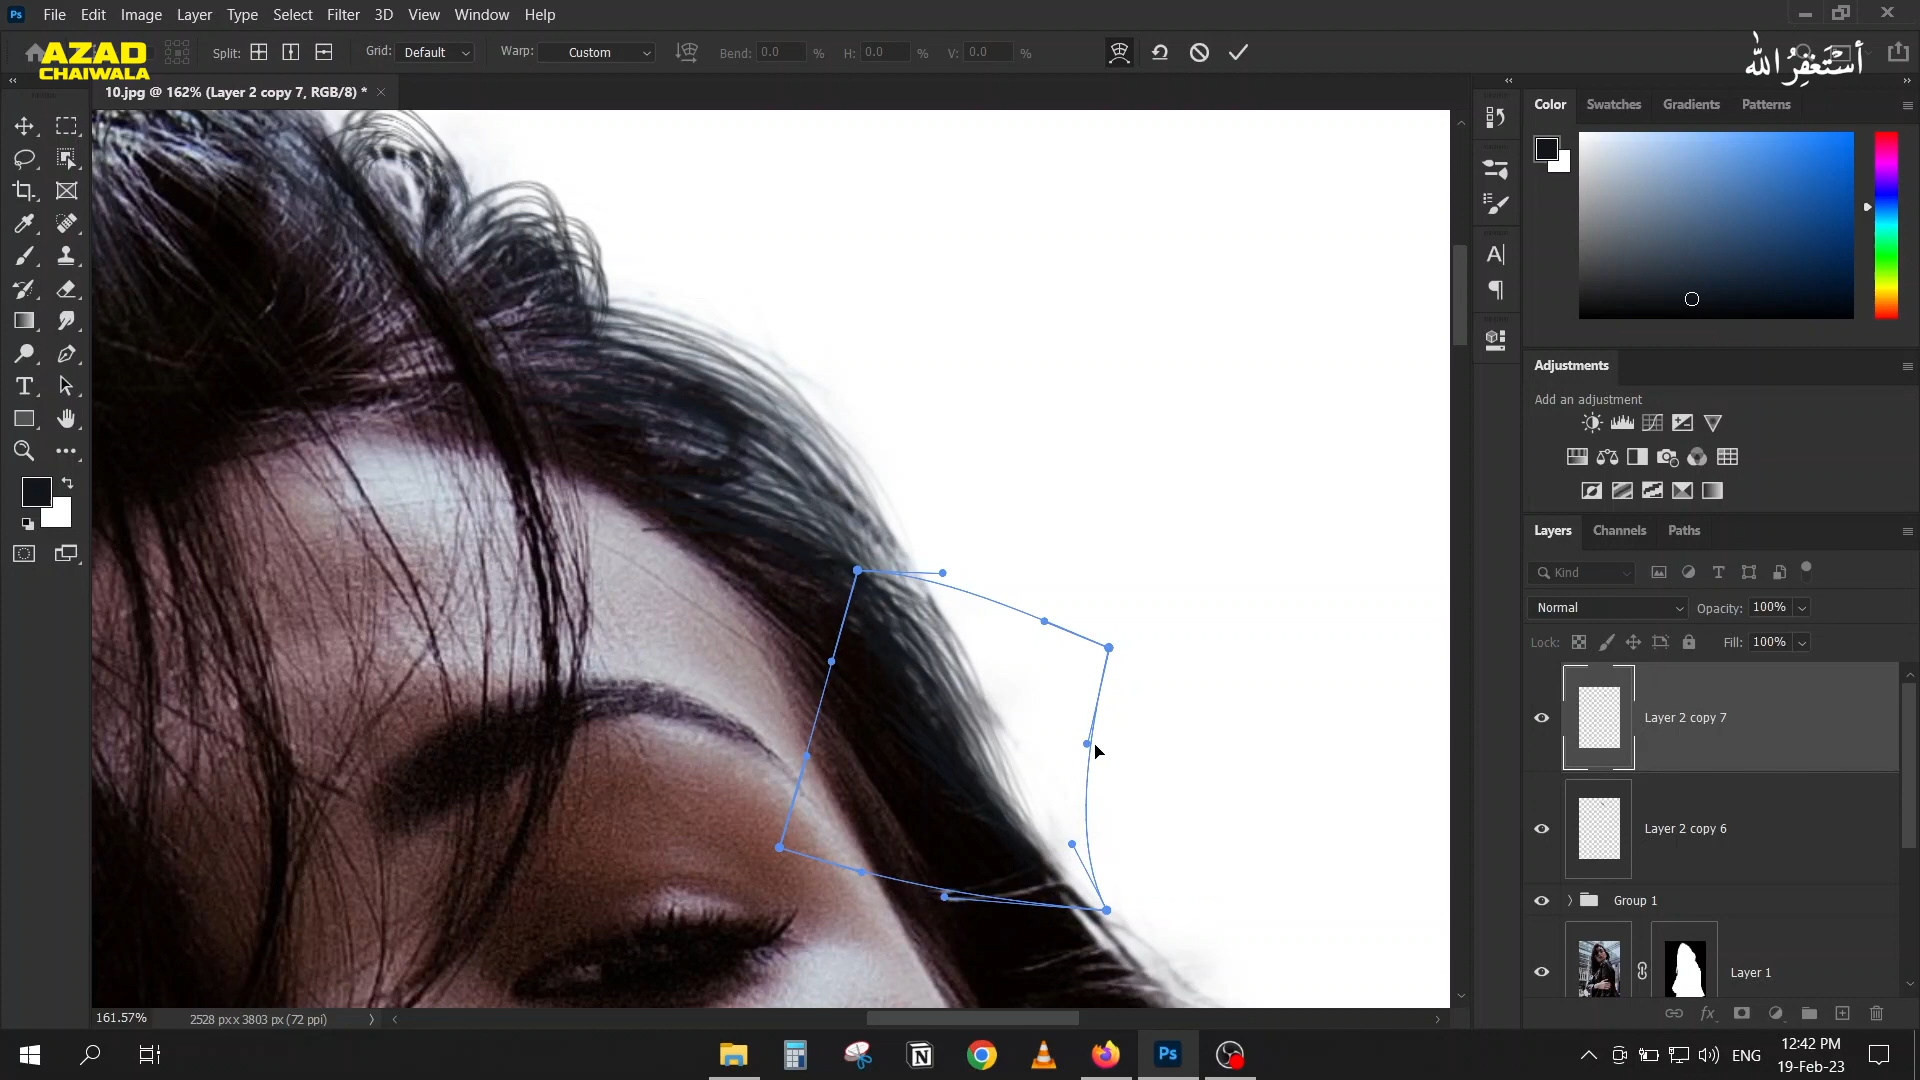 File Edit Image Layer Type Select Filter 3D View Window Help
AZAD
CHAIWALA
Split: Grid: Default Warp: Custom Bend: 0.0 % H: 0.0 % V: 0.0 %
أستغفر الله
10.jpg @ 162% (Layer 2 copy 7, RGB/8) *
Color Swatches Gradients Patterns
Adjustments
Add an adjustment
Layers Channels Paths
Kind
Normal Opacity: 100%
Lock: Fill: 100%
Layer 2 copy 7
Layer 2 copy 6
Group 1
Layer 1
161.57% 2528 px x 3803 px (72 ppi)
ENG 12:42 PM
19-Feb-23